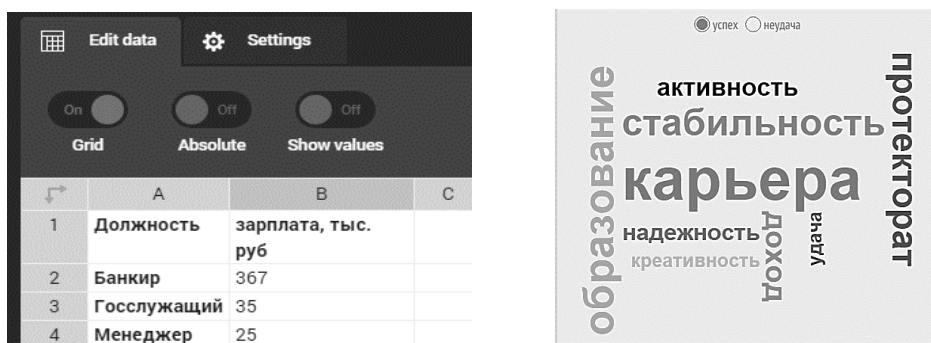 Edit data
Settings
On
Off
Off
Grid
Absolute
Show values
A
B
C
1
Должность
зарплата, тыс.
руб
2
Банкир
367
3
Госслужащий
35
4
Менеджер
25
успех
неудача
образование
активность
стабильность
карьера
надежность
креативность
доход
удача
протекторат